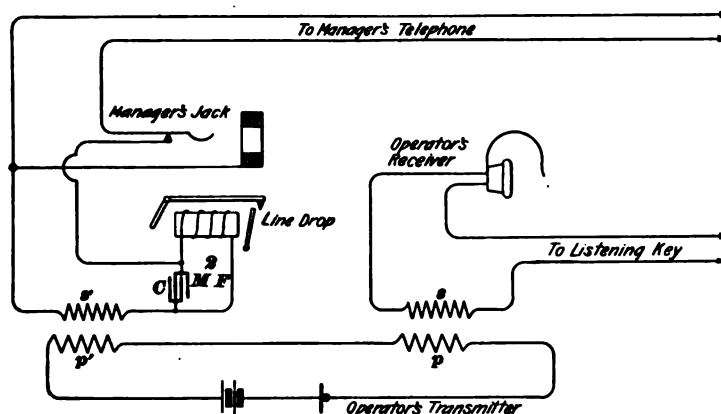 To Manager's Telephone
Manager's Jack
Operator's
Receiver
Line Drop
To Listening Key
2
C M F
s'
s
p'
p
Operator's Transmitter